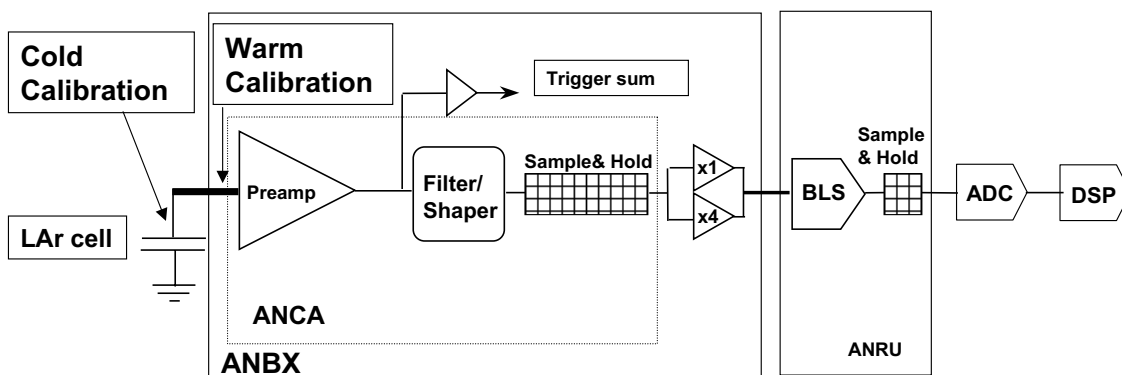 Cold
Calibration
Warm
Calibration
Trigger sum
Preamp
Filter/
Shaper
Sample& Hold
x1
x4
BLS
Sample
& Hold
ADC
DSP
LAr cell
ANCA
ANBX
ANRU